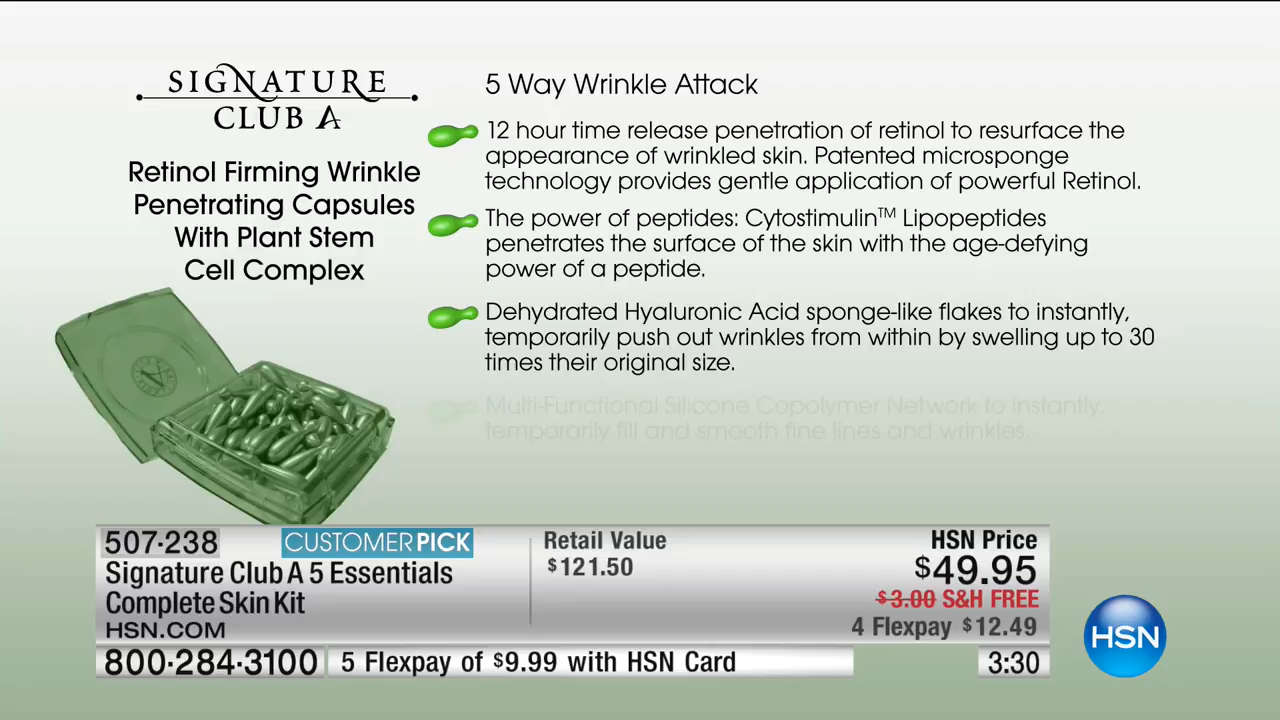 SIGNATURE
CLUB A
Retinol Firming Wrinkle
Penetrating Capsules
With Plant Stem
Cell Complex
5 Way Wrinkle Attack
12 hour time release penetration of retinol to resurface the
appearance of wrinkled skin. Patented microsponge
technology provides gentle application of powerful Retinol.
The power of peptides: Cytostimulin™ Lipopeptides
penetrates the surface of the skin with the age-defying
power of a peptide.
Dehydrated Hyaluronic Acid sponge-like flakes to instantly,
temporarily push out wrinkles from within by swelling up to 30
times their original size.
Multi-Functional Silicone Copolymer Network to instantly,
temporarily fill and smooth fine lines and wrinkles.
507·238 CUSTOMER PICK
Signature Club A 5 Essentials
Complete Skin Kit
HSN.COM
Retail Value
$121.50
HSN Price
$49.95
$3.00 S&H FREE
4 Flexpay $12.49
800·284·3100 5 Flexpay of $9.99 with HSN Card 3:30
HSN